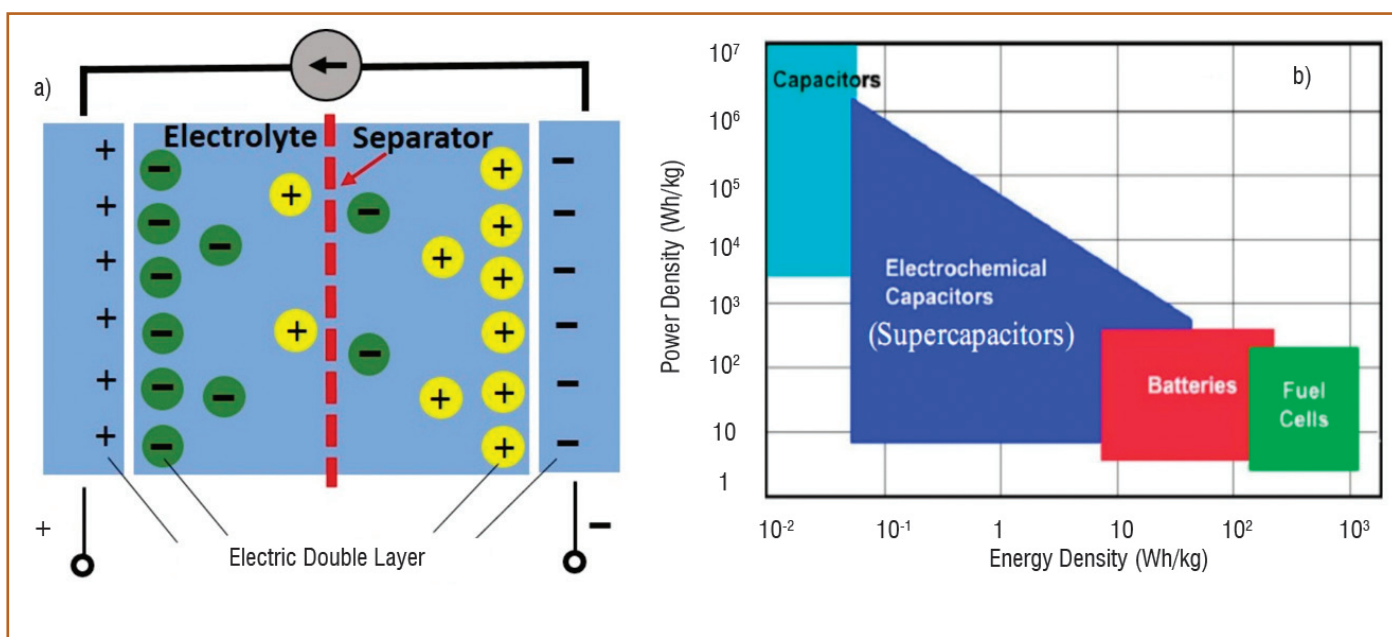 a)
Electrolyte
Separator
+
−
Electric Double Layer
b)
Power Density (Wh/kg)
10⁷
10⁶
10⁵
10⁴
10³
10²
10
1
Capacitors
Electrochemical
Capacitors
(Supercapacitors)
Batteries
Fuel
Cells
10⁻²
10⁻¹
1
10
10²
10³
Energy Density (Wh/kg)